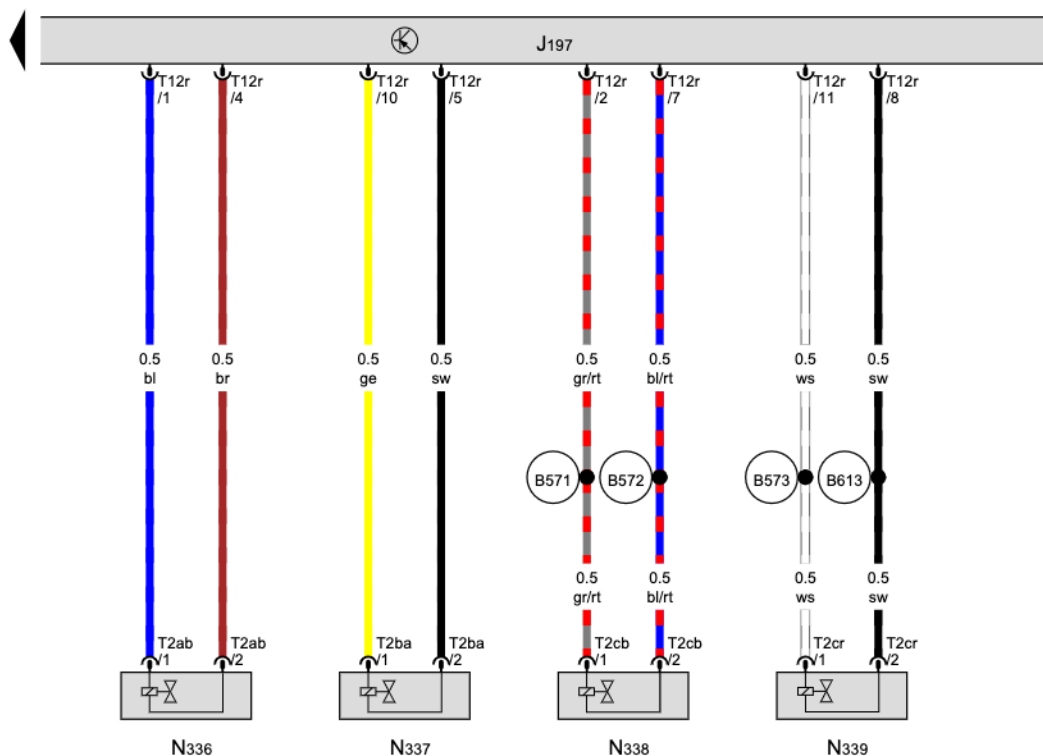 J197
T12r
/1
T12r
/4
T12r
/10
T12r
/5
T12r
/2
T12r
/7
T12r
/11
T12r
/8
0.5
bl
0.5
br
0.5
ge
0.5
sw
0.5
gr/rt
0.5
bl/rt
0.5
ws
0.5
sw
B571
B572
B573
B613
0.5
gr/rt
0.5
bl/rt
0.5
ws
0.5
sw
T2ab
/1
T2ab
/2
T2ba
/1
T2ba
/2
T2cb
/1
T2cb
/2
T2cr
/1
T2cr
/2
N336
N337
N338
N339